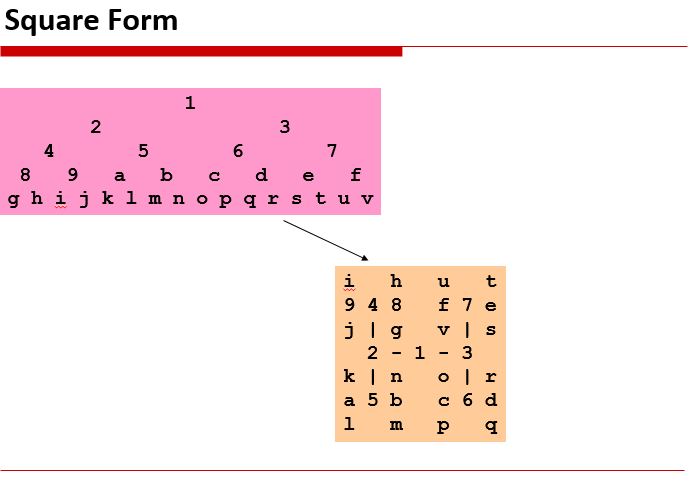 Square Form
1
2 3
4 5 6 7
8 9 a b c d e f
g h i j k l m n o p q r s t u v
i h u t
9 4 8 f 7 e
j | g v | s
2 - 1 - 3
k | n o | r
a 5 b c 6 d
l m p q